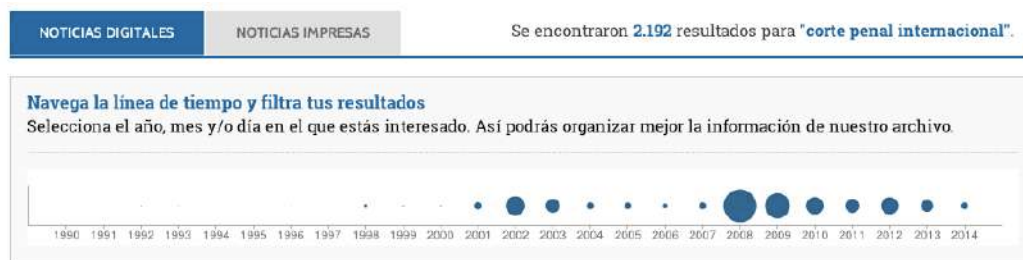 NOTICIAS DIGITALES NOTICIAS IMPRESAS Se encontraron 2.192 resultados para "corte penal internacional".
Navega la línea de tiempo y filtra tus resultados
Selecciona el año, mes y/o día en el que estás interesado. Así podrás organizar mejor la información de nuestro archivo.
1990 1991 1992 1993 1994 1995 1996 1997 1998 1999 2000 2001 2002 2003 2004 2005 2006 2007 2008 2009 2010 2011 2012 2013 2014